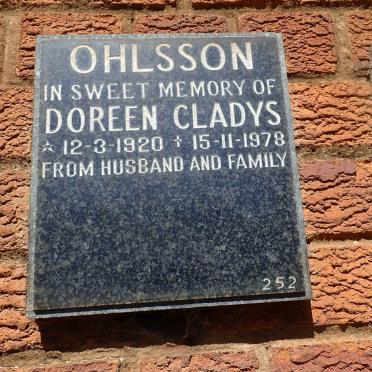 OHLSSON
IN SWEET MEMORY OF
DOREEN CLADYS
☆ 12-3-1920 † 15-11-1978
FROM HUSBAND AND FAMILY
252